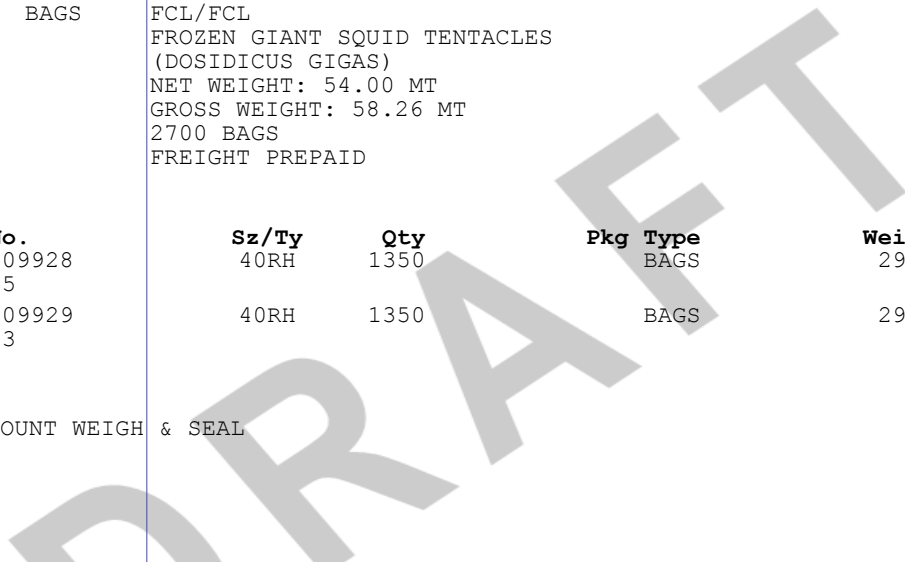 BAGS FCL/FCL
FROZEN GIANT SQUID TENTACLES
(DOSIDICUS GIGAS)
NET WEIGHT: 54.00 MT
GROSS WEIGHT: 58.26 MT
2700 BAGS
FREIGHT PREPAID
No. Sz/Ty Qty Pkg Type Wei
09928 40RH 1350 BAGS 29
5
09929 40RH 1350 BAGS 29
3
OUNT WEIGH & SEAL
DRAFT